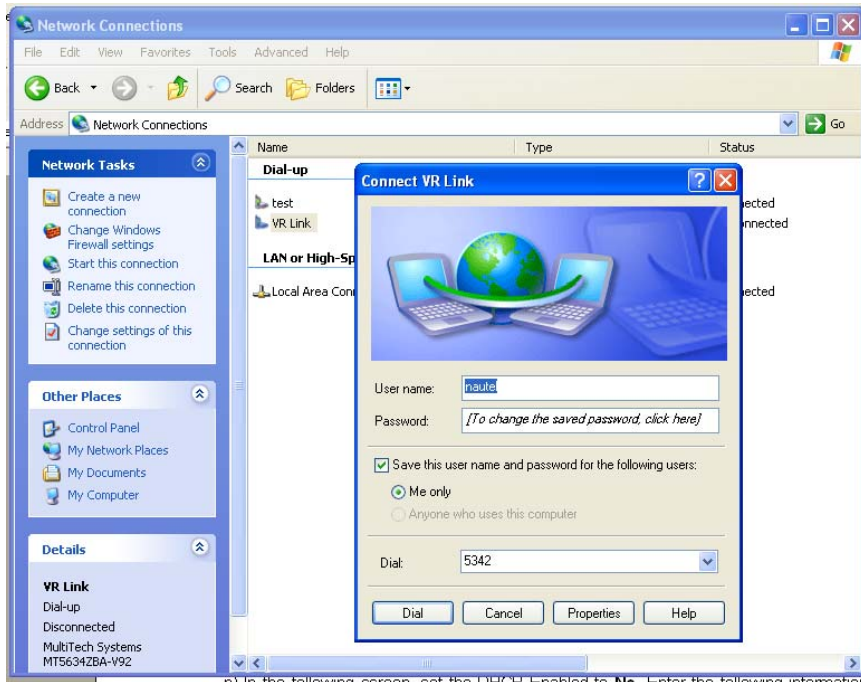 Network Connections
File Edit View Favorites Tools Advanced Help
Back Search Folders
Address Network Connections Go
Name Type Status
Network Tasks
Create a new
connection
Change Windows
Firewall settings
Start this connection
Rename this connection
Delete this connection
Change settings of this
connection
Other Places
Control Panel
My Network Places
My Documents
My Computer
Details
VR Link
Dial-up
Disconnected
MultiTech Systems
MT5634ZBA-V92
Dial-up
test
VR Link
LAN or High-Sp
Local Area Con
Connect VR Link
User name: nautel
Password: [To change the saved password, click here]
Save this user name and password for the following users:
Me only
Anyone who uses this computer
Dial: 5342
Dial Cancel Properties Help